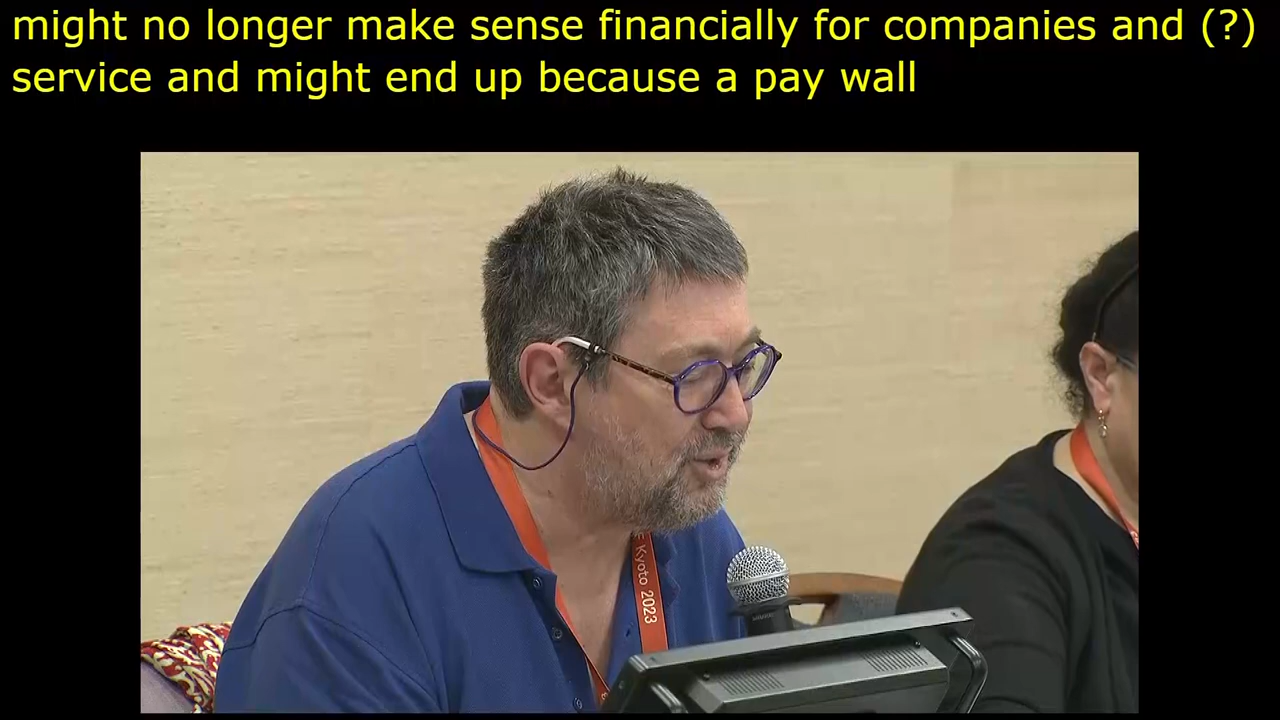 might no longer make sense financially for companies and (?)
service and might end up because a pay wall
Kyoto 2023